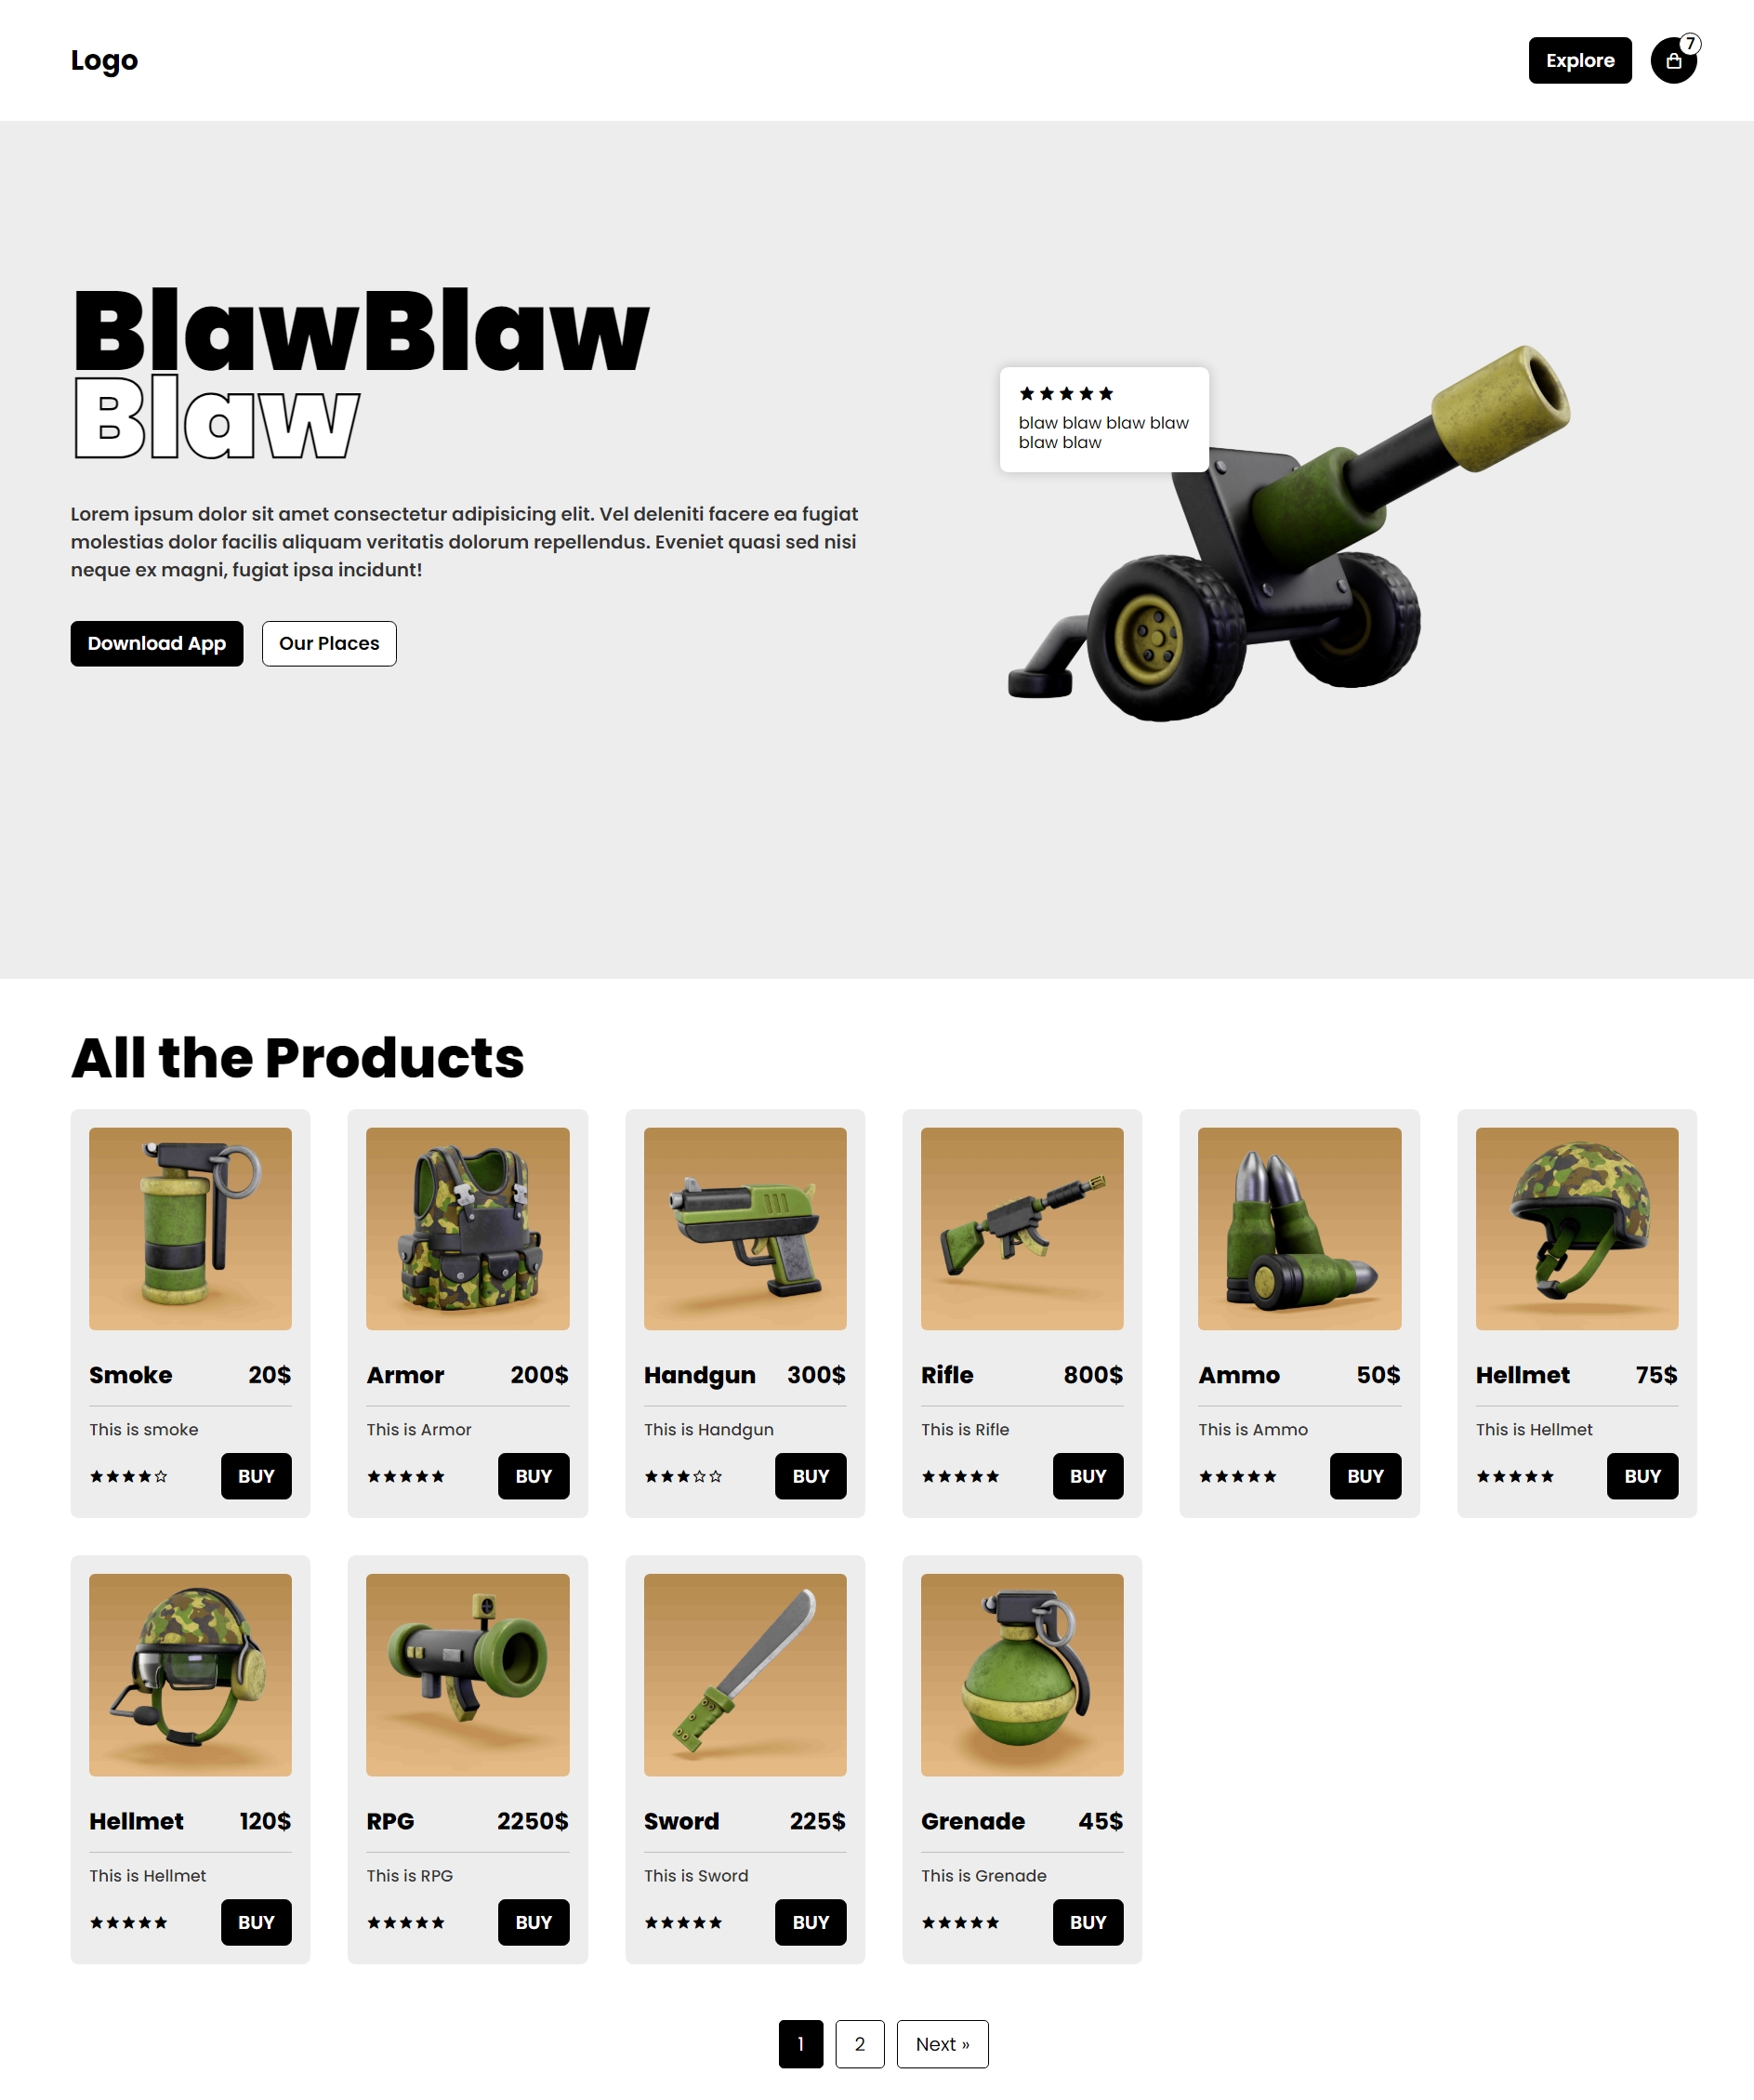 Logo
Explore
7
BlawBlaw
Blaw
blaw blaw blaw blaw
blaw blaw
Lorem ipsum dolor sit amet consectetur adipisicing elit. Vel deleniti facere ea fugiat
molestias dolor facilis aliquam veritatis dolorum repellendus. Eveniet quasi sed nisi
neque ex magni, fugiat ipsa incidunt!
Download App
Our Places
All the Products
Smoke 20$
This is smoke
BUY
Armor 200$
This is Armor
BUY
Handgun 300$
This is Handgun
BUY
Rifle 800$
This is Rifle
BUY
Ammo 50$
This is Ammo
BUY
Hellmet 75$
This is Hellmet
BUY
Hellmet 120$
This is Hellmet
BUY
RPG 2250$
This is RPG
BUY
Sword 225$
This is Sword
BUY
Grenade 45$
This is Grenade
BUY
1
2
Next »